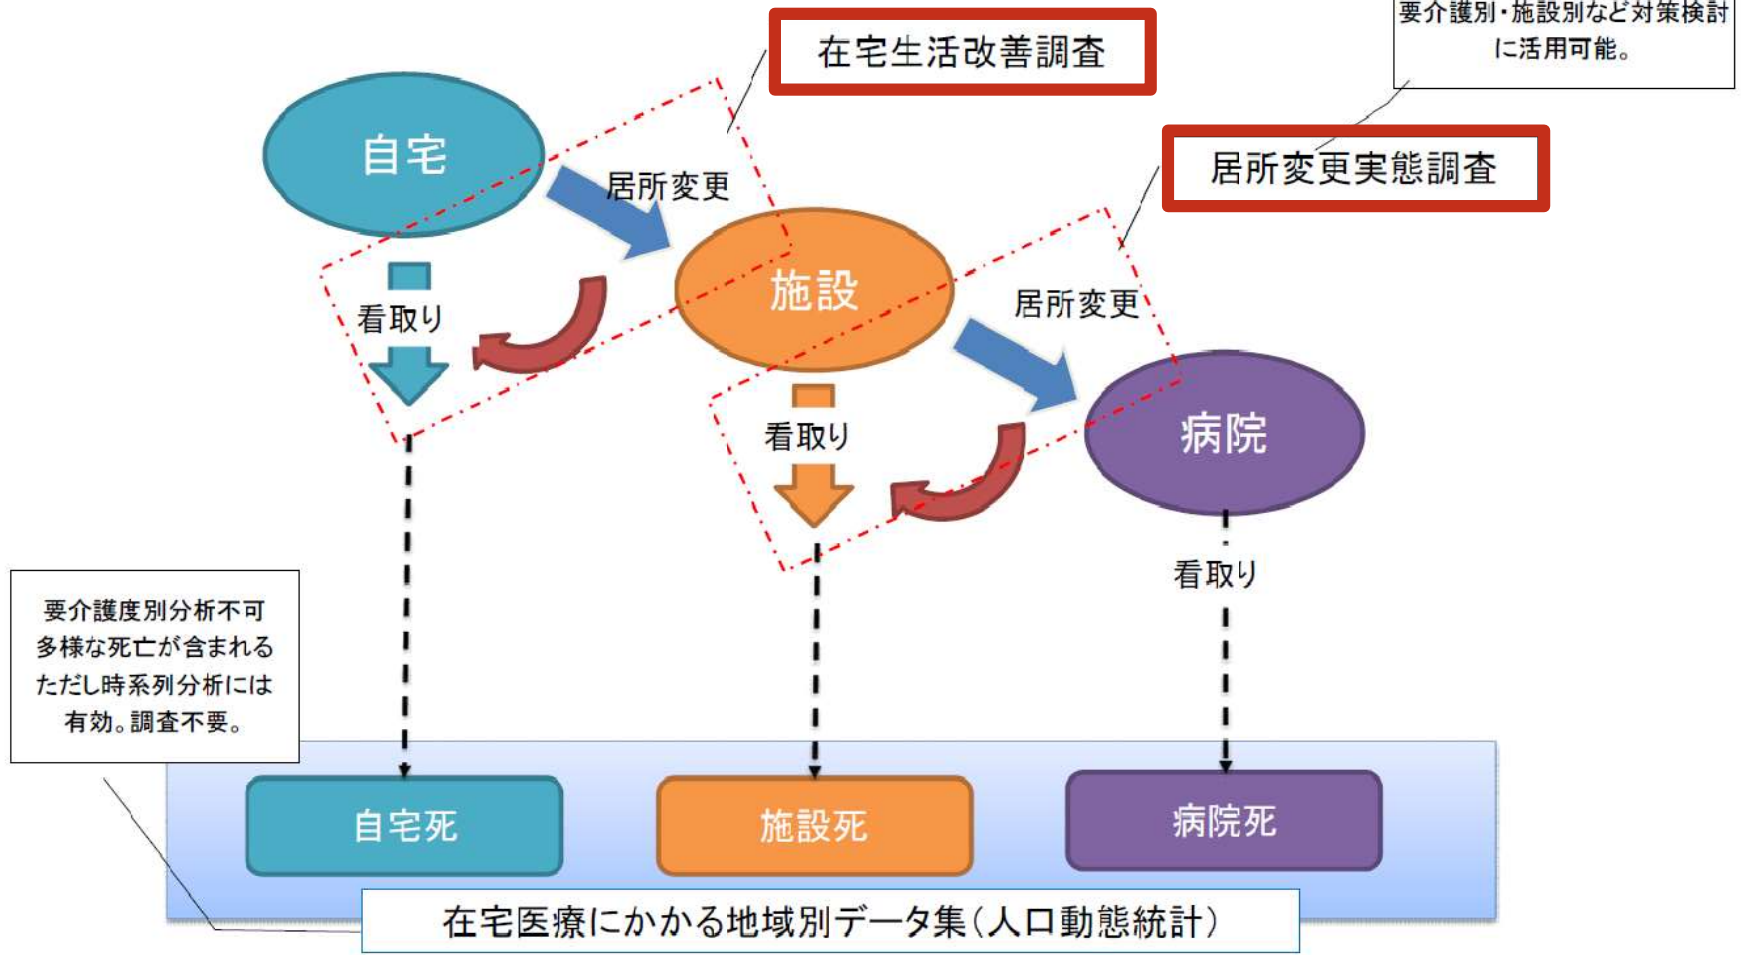 要介護別・施設別など対策検討
に活用可能。
在宅生活改善調査
居所変更実態調査
自宅
居所変更
施設
居所変更
看取り
看取り
病院
看取り
要介護度別分析不可
多様な死亡が含まれる
ただし時系列分析には
有効。調査不要。
自宅死
施設死
病院死
在宅医療にかかる地域別データ集(人口動態統計)